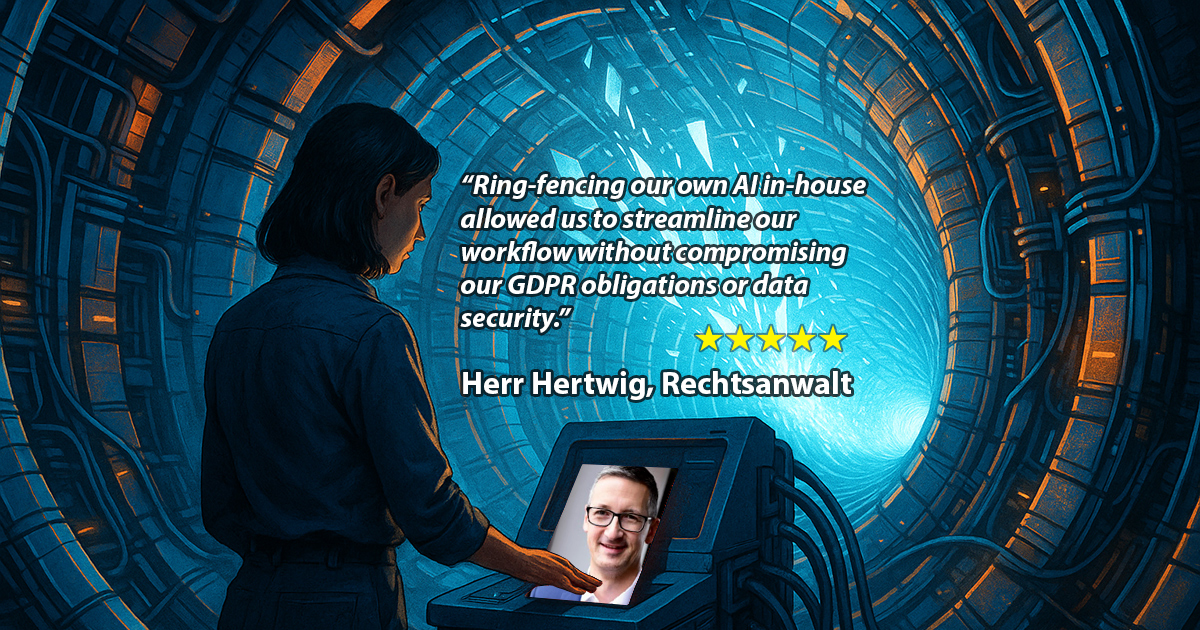 “Ring-fencing our own AI in-house
allowed us to streamline our
workflow without compromising
our GDPR obligations or data
security.”
Herr Hertwig, Rechtsanwalt